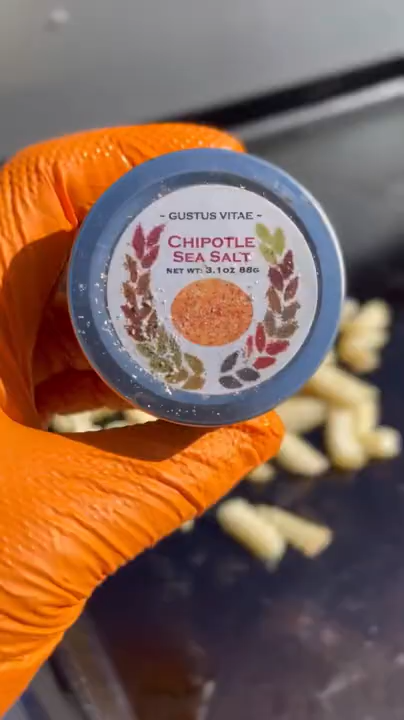 ~ GUSTUS VITAE ~
CHIPOTLE
SEA SALT
NET WT: 3.1OZ 88G